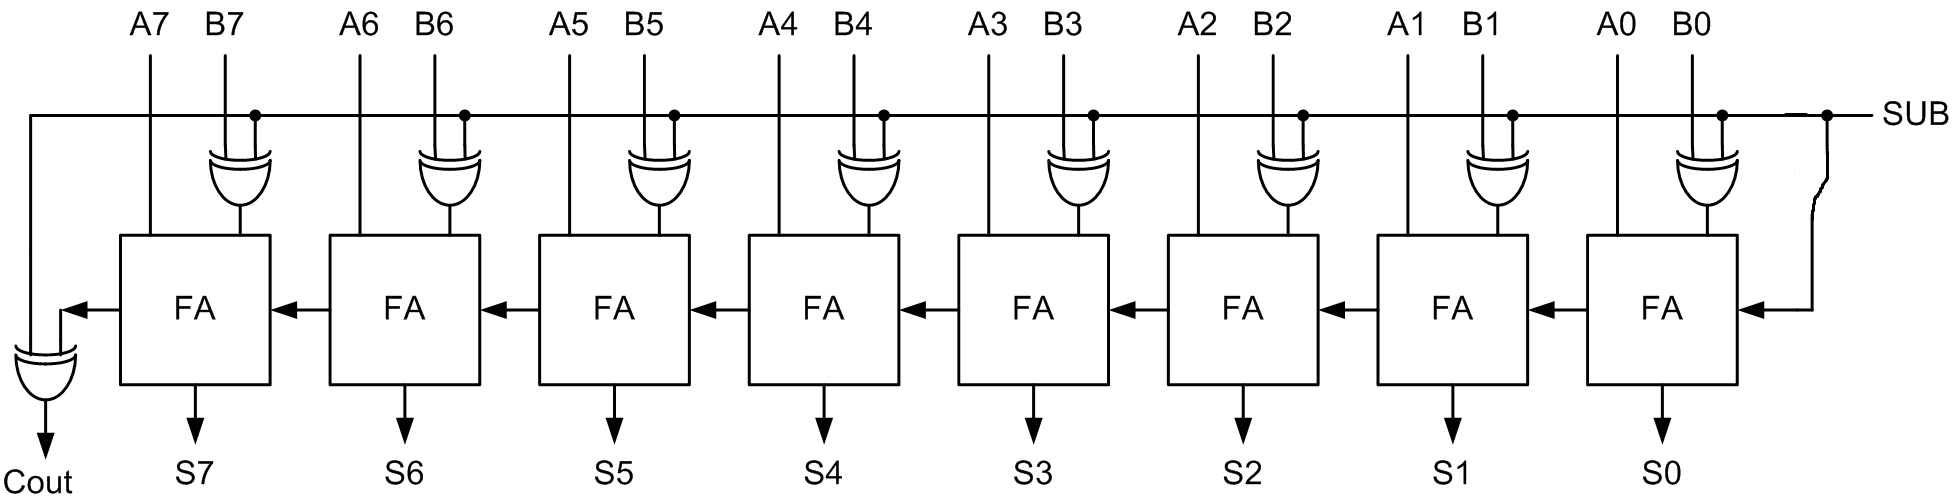 A7 B7 A6 B6 A5 B5 A4 B4 A3 B3 A2 B2 A1 B1 A0 B0
SUB
FA FA FA FA FA FA FA FA
Cout S7 S6 S5 S4 S3 S2 S1 S0